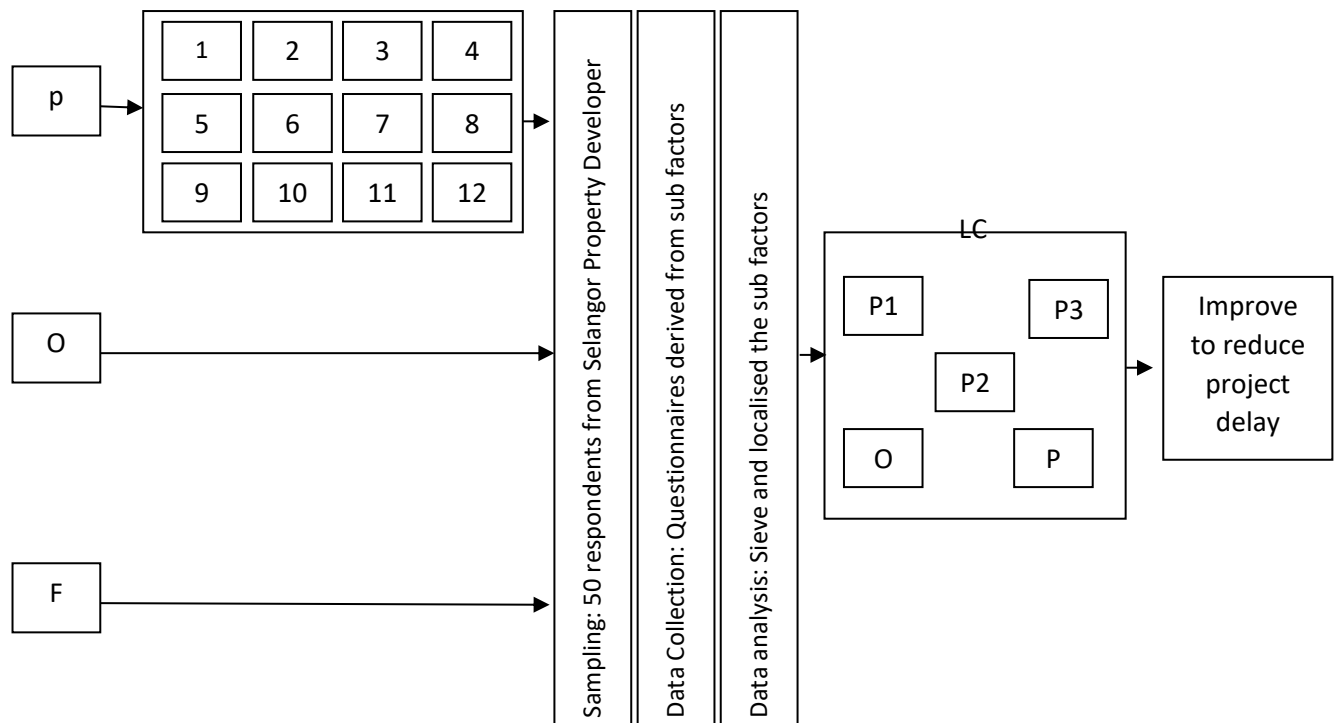 p
1 2 3 4
5 6 7 8
9 10 11 12
O
F
Sampling: 50 respondents from Selangor Property Developer
Data Collection: Questionnaires derived from sub factors
Data analysis: Sieve and localised the sub factors
LC
P1 P3
P2
O P
Improve
to reduce
project
delay